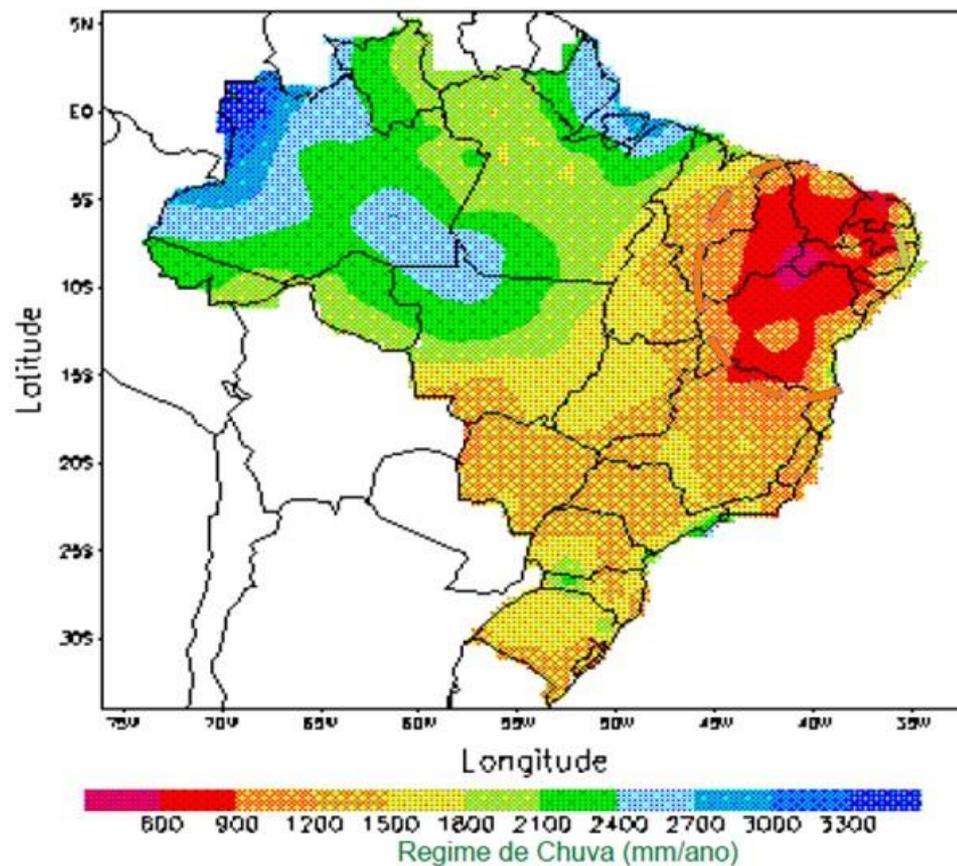 5N
EQ
5S
10S
15S
20S
25S
30S
Latitude
75W 70W 65W 60W 55W 50W 45W 40W 35W
Longitude
600 900 1200 1500 1800 2100 2400 2700 3000 3300
Regime de Chuva (mm/ano)